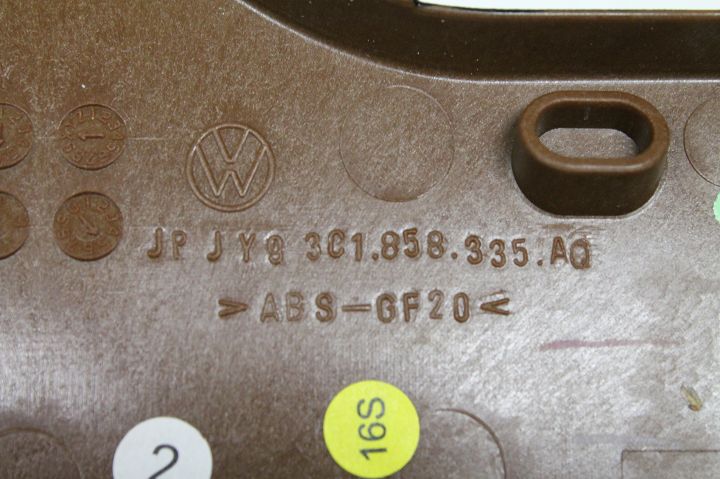 JP JY9 3C1.858.335.AQ
>ABS-GF20<
16S
2